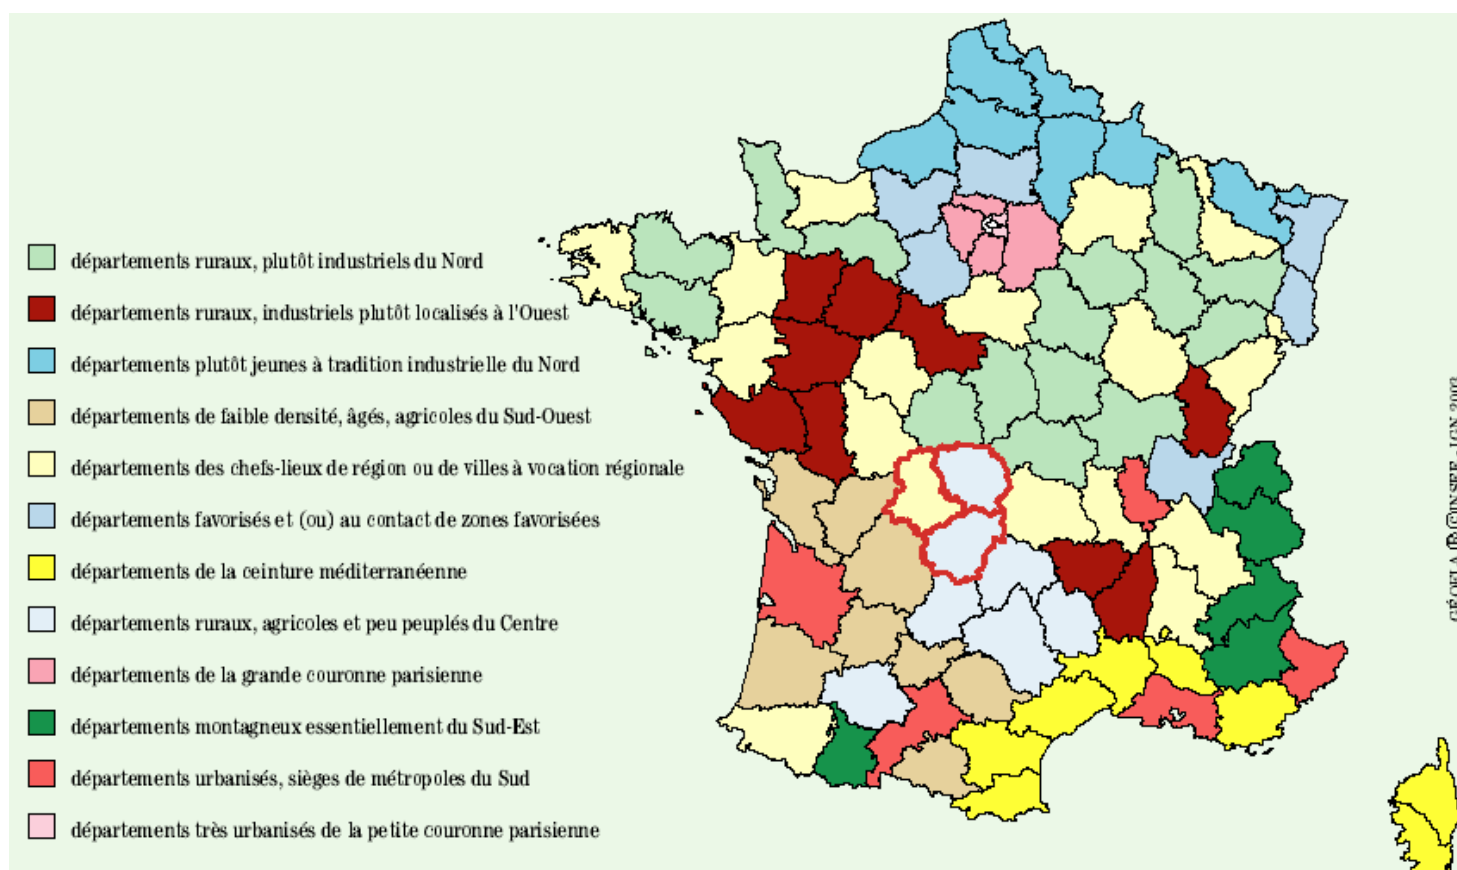 départements ruraux, plutôt industriels du Nord
départements ruraux, industriels plutôt localisés à l'Ouest
départements plutôt jeunes à tradition industrielle du Nord
départements de faible densité, âgés, agricoles du Sud-Ouest
départements des chefs-lieux de région ou de villes à vocation régionale
départements favorisés et (ou) au contact de zones favorisées
départements de la ceinture méditerranéenne
départements ruraux, agricoles et peu peuplés du Centre
départements de la grande couronne parisienne
départements montagneux essentiellement du Sud-Est
départements urbanisés, sièges de métropoles du Sud
départements très urbanisés de la petite couronne parisienne
INSEE - IGN 2002